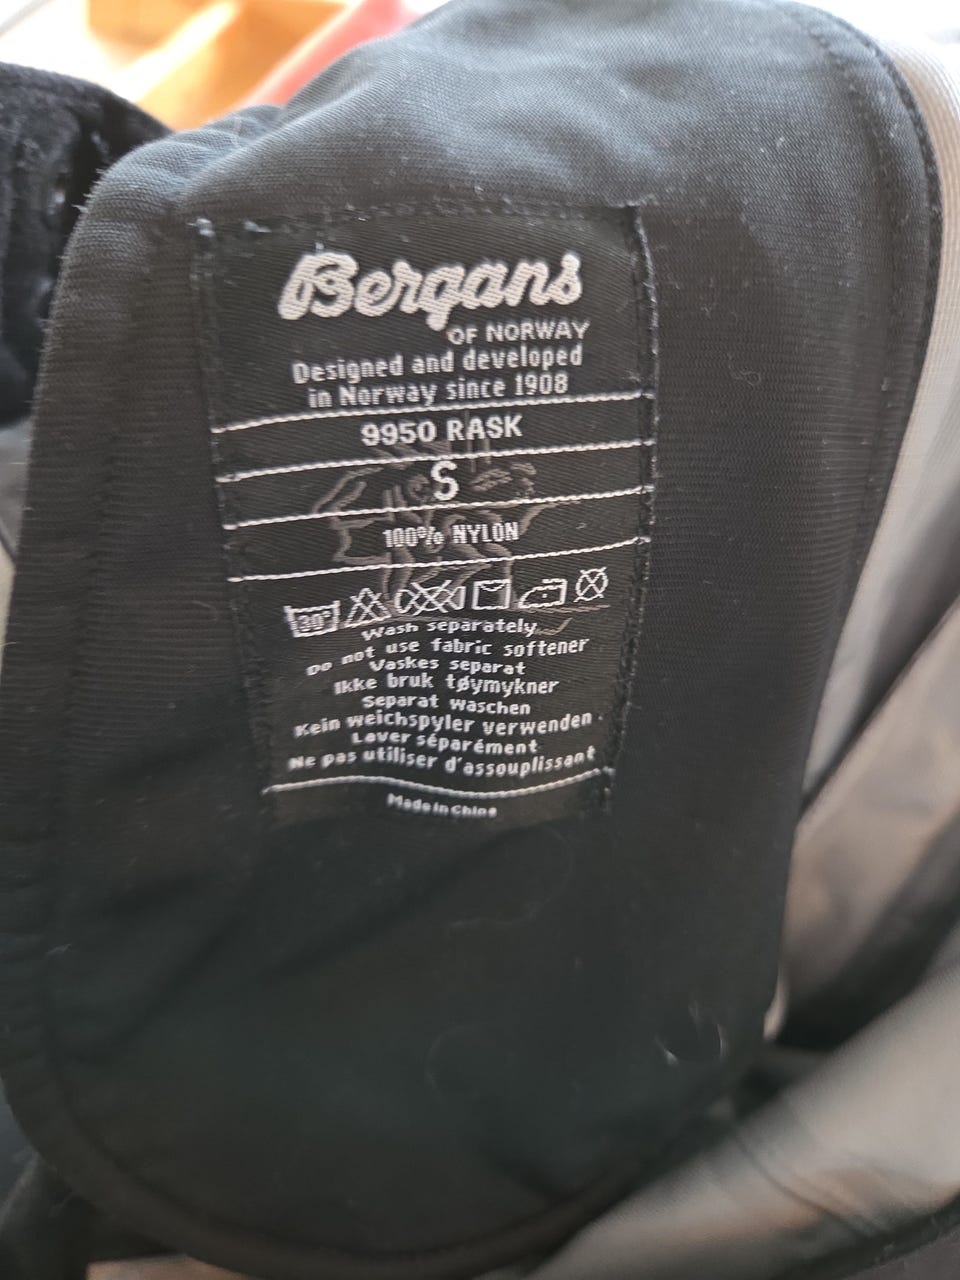 Bergans
OF NORWAY
Designed and developed
in Norway since 1908
9950 RASK
S
100% NYLON
30°
Wash separately
Do not use fabric softener
Vaskes separat
Ikke bruk tøymykner
Separat waschen
Kein weichspyler verwenden
Laver séparément
Ne pas utiliser d'assouplissant
Made in China